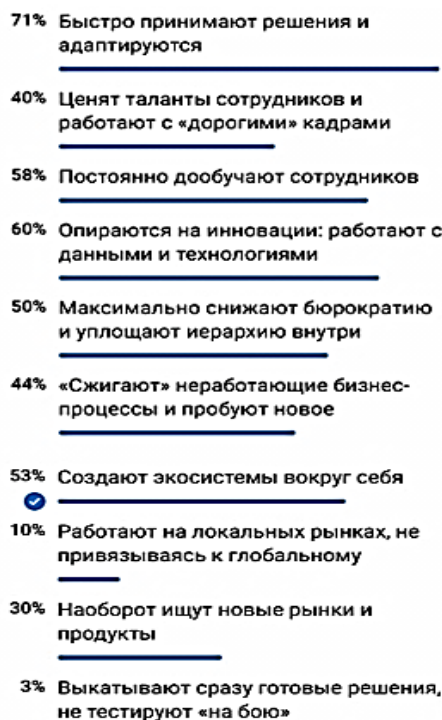 71% Быстро принимают решения и
адаптируются
40% Ценят таланты сотрудников и
работают с «дорогими» кадрами
58% Постоянно дообучают сотрудников
60% Опираются на инновации: работают с
данными и технологиями
50% Максимально снижают бюрократию
и уплощают иерархию внутри
44% «Сжигают» неработающие бизнес-
процессы и пробуют новое
53% Создают экосистемы вокруг себя
10% Работают на локальных рынках, не
привязываясь к глобальному
30% Наоборот ищут новые рынки и
продукты
3% Выкатывают сразу готовые решения,
не тестируют «на бою»